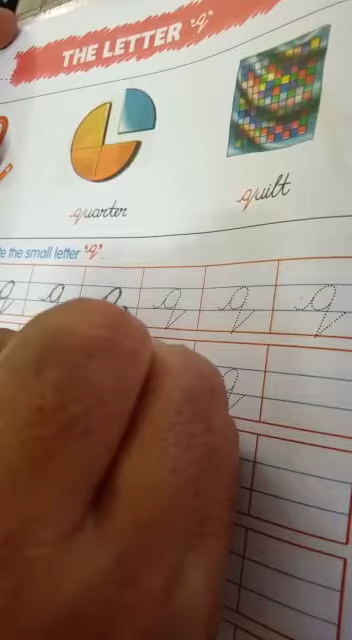 THE LETTER 'q'
quarter
quilt
e the small letter 'q'.
q q q q q q
q